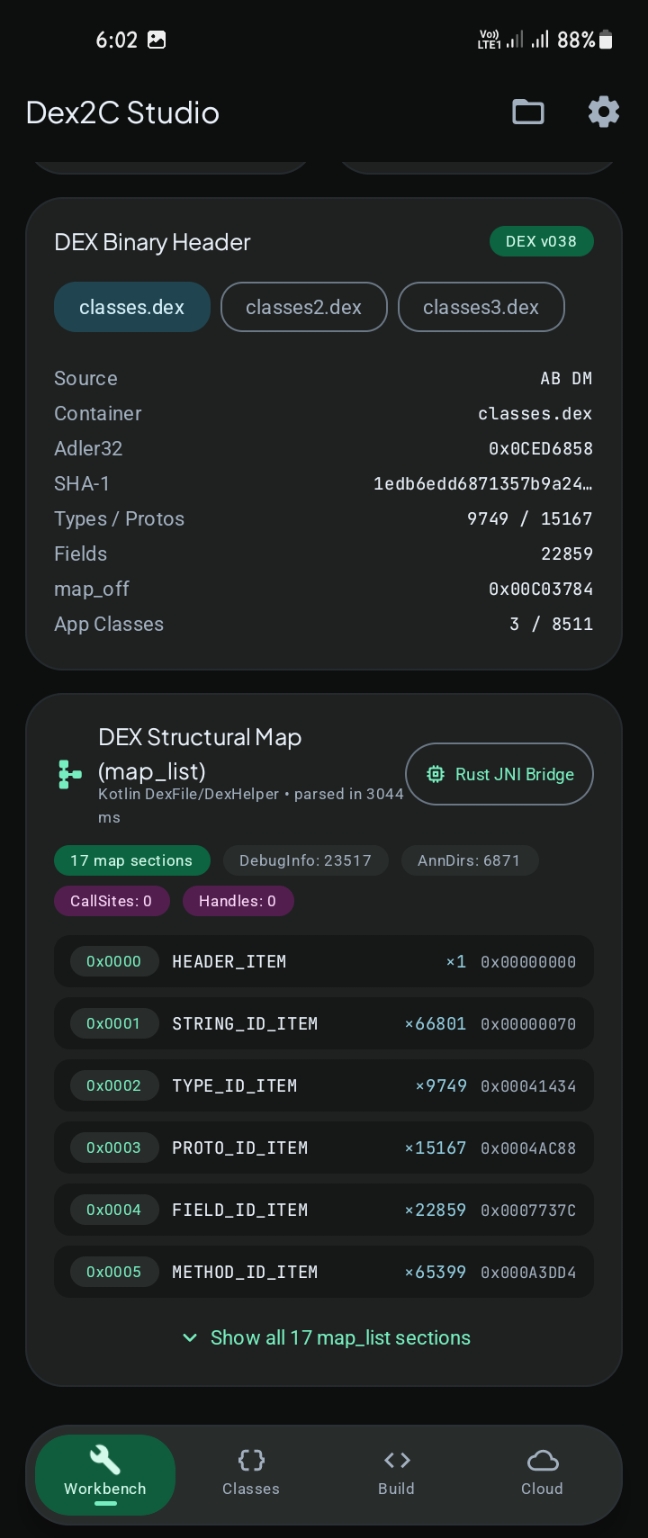 6:02
Vo))
LTE1
88%
Dex2C Studio
DEX Binary Header
DEX v038
classes.dex
classes2.dex
classes3.dex
Source AB DM
Container classes.dex
Adler32 0x0CED6858
SHA-1 1edb6edd6871357b9a24…
Types / Protos 9749 / 15167
Fields 22859
map_off 0x00C03784
App Classes 3 / 8511
DEX Structural Map
(map_list)
Kotlin DexFile/DexHelper • parsed in 3044
ms
Rust JNI Bridge
17 map sections
DebugInfo: 23517
AnnDirs: 6871
CallSites: 0
Handles: 0
0x0000 HEADER_ITEM ×1 0x00000000
0x0001 STRING_ID_ITEM ×66801 0x00000070
0x0002 TYPE_ID_ITEM ×9749 0x00041434
0x0003 PROTO_ID_ITEM ×15167 0x0004AC88
0x0004 FIELD_ID_ITEM ×22859 0x0007737C
0x0005 METHOD_ID_ITEM ×65399 0x000A3DD4
Show all 17 map_list sections
Workbench
Classes
Build
Cloud